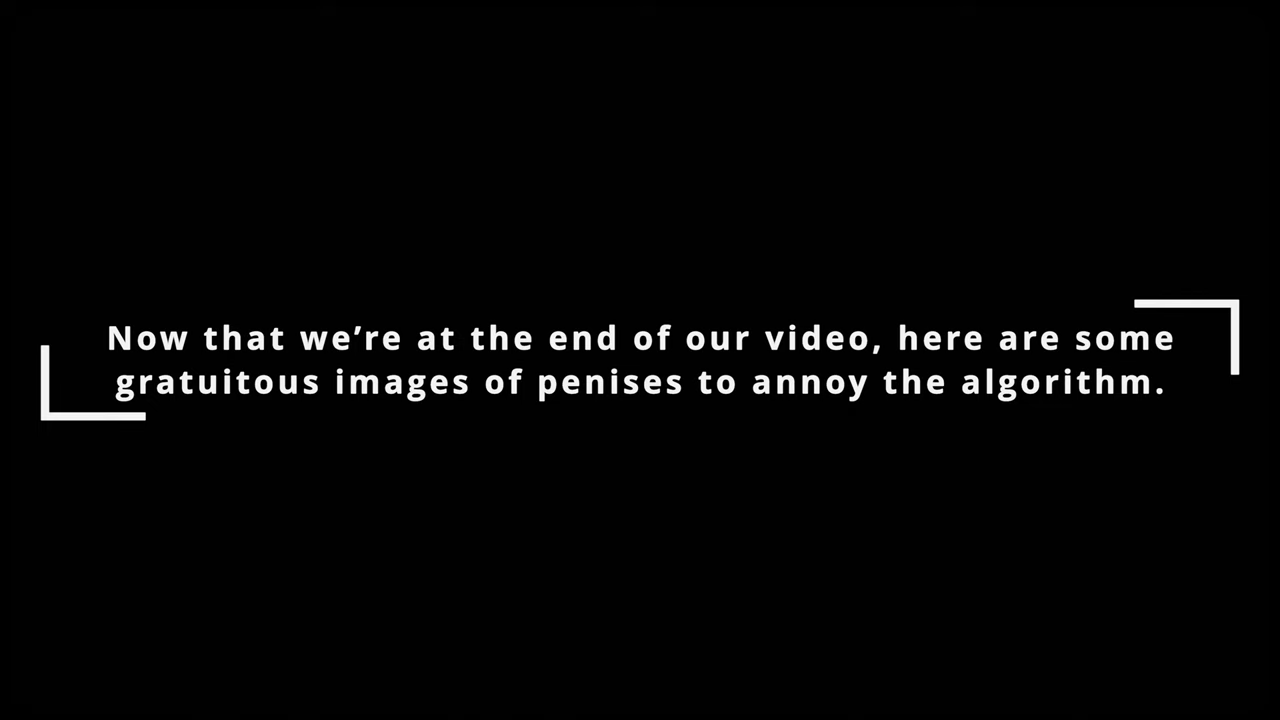 Now that we’re at the end of our video, here are some
gratuitous images of penises to annoy the algorithm.